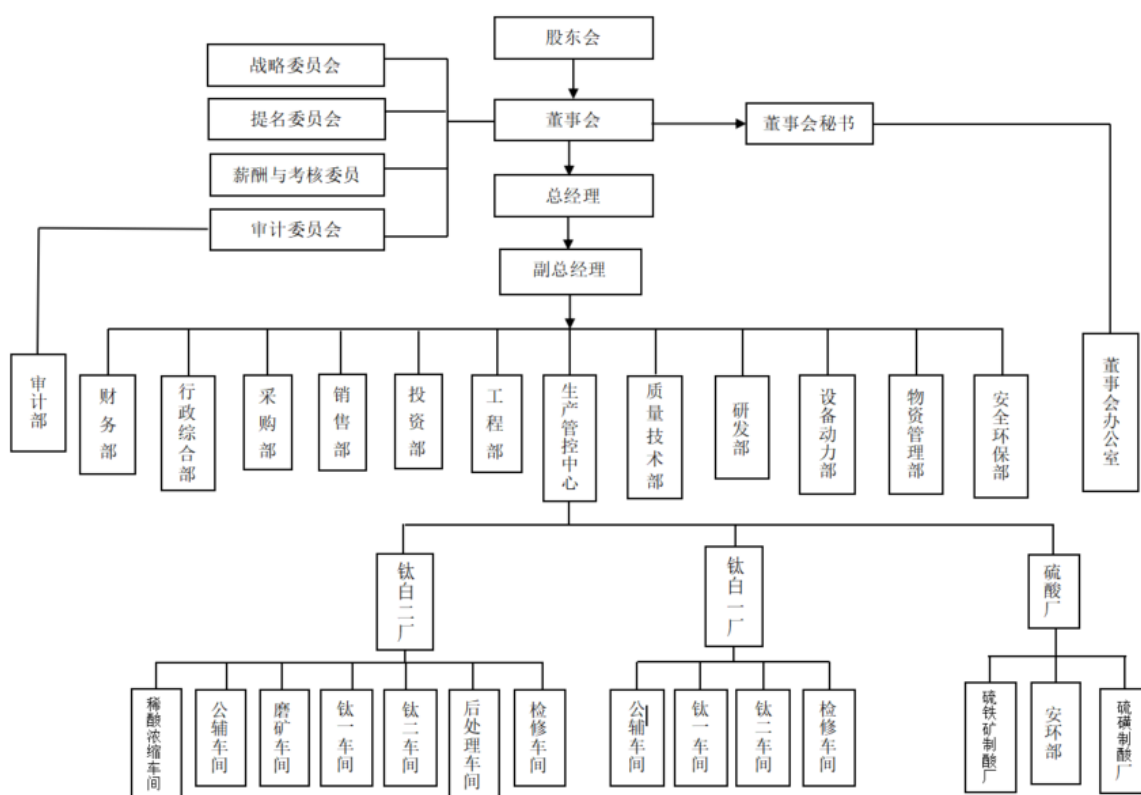 股东会
战略委员会
提名委员会
董事会
董事会秘书
薪酬与考核委员
总经理
审计委员会
副总经理
审计部
财务部
行政综合部
采购部
销售部
投资部
工程部
生产管控中心
质量技术部
研发部
设备动力部
物资管理部
安全环保部
董事会办公室
钛白二厂
钛白一厂
硫酸厂
稀酸浓缩车间
公辅车间
磨矿车间
钛一车间
钛二车间
后处理车间
检修车间
公辅车间
钛一车间
钛二车间
检修车间
硫铁矿制酸厂
安环部
硫磺制酸厂